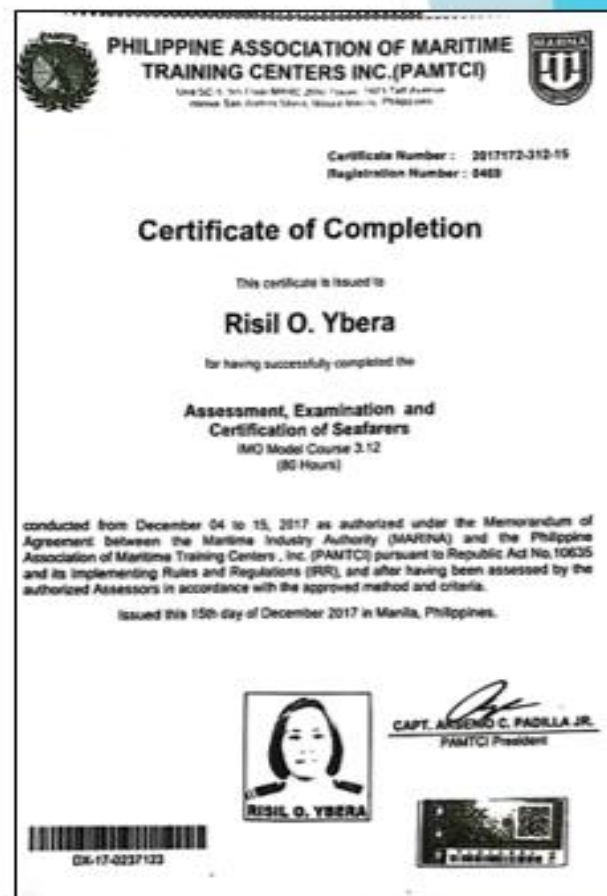 PHILIPPINE ASSOCIATION OF MARITIME
TRAINING CENTERS INC.(PAMTCI)
MARINA
Certificate Number : 2017172-312-15
Registration Number : 0469
Certificate of Completion
This certificate is issued to
Risil O. Ybera
for having successfully completed the
Assessment, Examination and
Certification of Seafarers
IMO Model Course 3.12
(80 Hours)
conducted from December 04 to 15, 2017 as authorized under the Memorandum of
Agreement between the Maritime Industry Authority (MARINA) and the Philippine
Association of Maritime Training Centers , Inc. (PAMTCI) pursuant to Republic Act No.10635
and its Implementing Rules and Regulations (IRR), and after having been assessed by the
authorized Assessors in accordance with the approved method and criteria.
Issued this 15th day of December 2017 in Manila, Philippines.
CAPT. ARSENIO C. PADILLA JR.
PAMTCI President
RISIL O. YBERA
DX-17-0237123